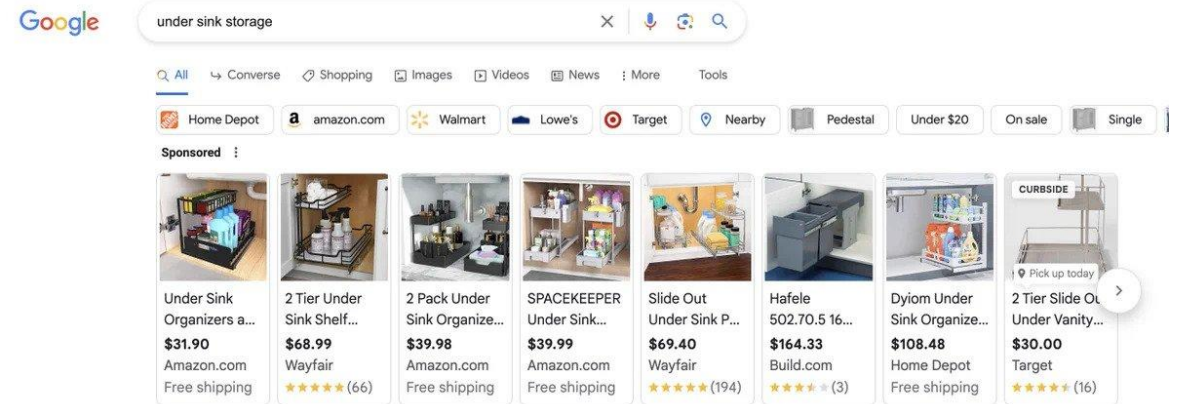 Google
under sink storage
All
Converse
Shopping
Images
Videos
News
More
Tools
Home Depot
amazon.com
Walmart
Lowe's
Target
Nearby
Pedestal
Under $20
On sale
Single
Sponsored
Under Sink
Organizers a...
$31.90
Amazon.com
Free shipping
2 Tier Under
Sink Shelf...
$68.99
Wayfair
(66)
2 Pack Under
Sink Organize...
$39.98
Amazon.com
Free shipping
SPACEKEEPER
Under Sink...
$39.99
Amazon.com
Free shipping
Slide Out
Under Sink P...
$69.40
Wayfair
(194)
Hafele
502.70.5 16...
$164.33
Build.com
(3)
Dyiom Under
Sink Organize...
$108.48
Home Depot
Free shipping
CURBSIDE
Pick up today
2 Tier Slide Ou
Under Vanity...
$30.00
Target
(16)